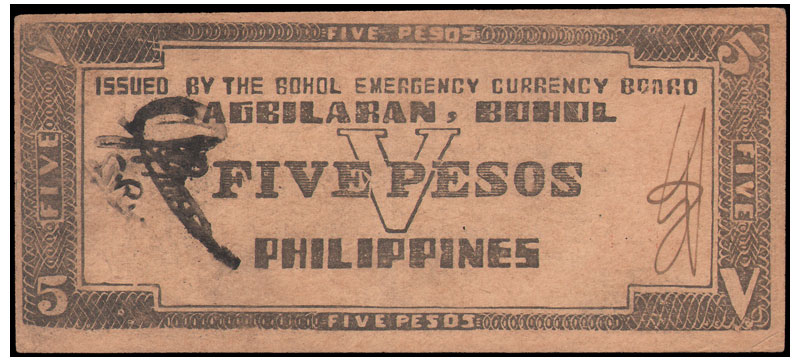 V FIVE PESOS 5
ISSUED BY THE BOHOL EMERGENCY CURRENCY BOARD
AGBILARAN, BOHOL
V
FIVE FIVE PESOS FIVE
PHILIPPINES
5 FIVE PESOS V